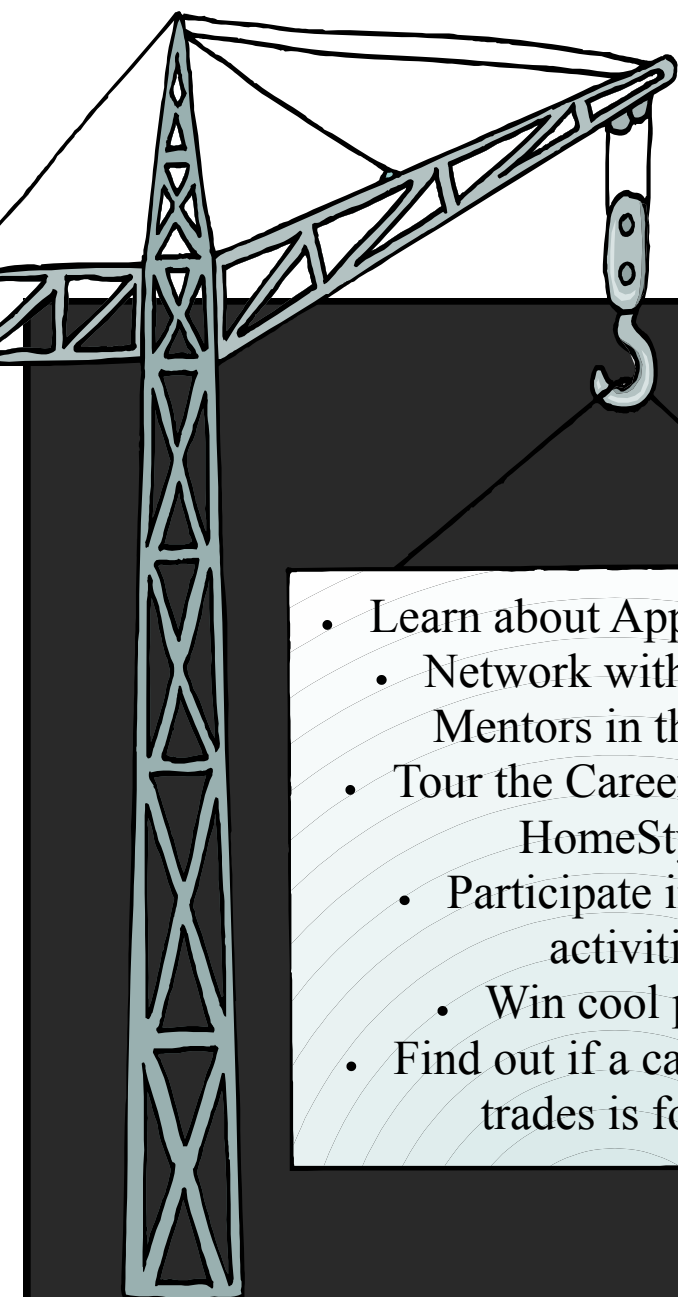 • Learn about App
• Network with
Mentors in th
• Tour the Career
HomeSty
• Participate i
activiti
• Win cool p
• Find out if a ca
trades is fo